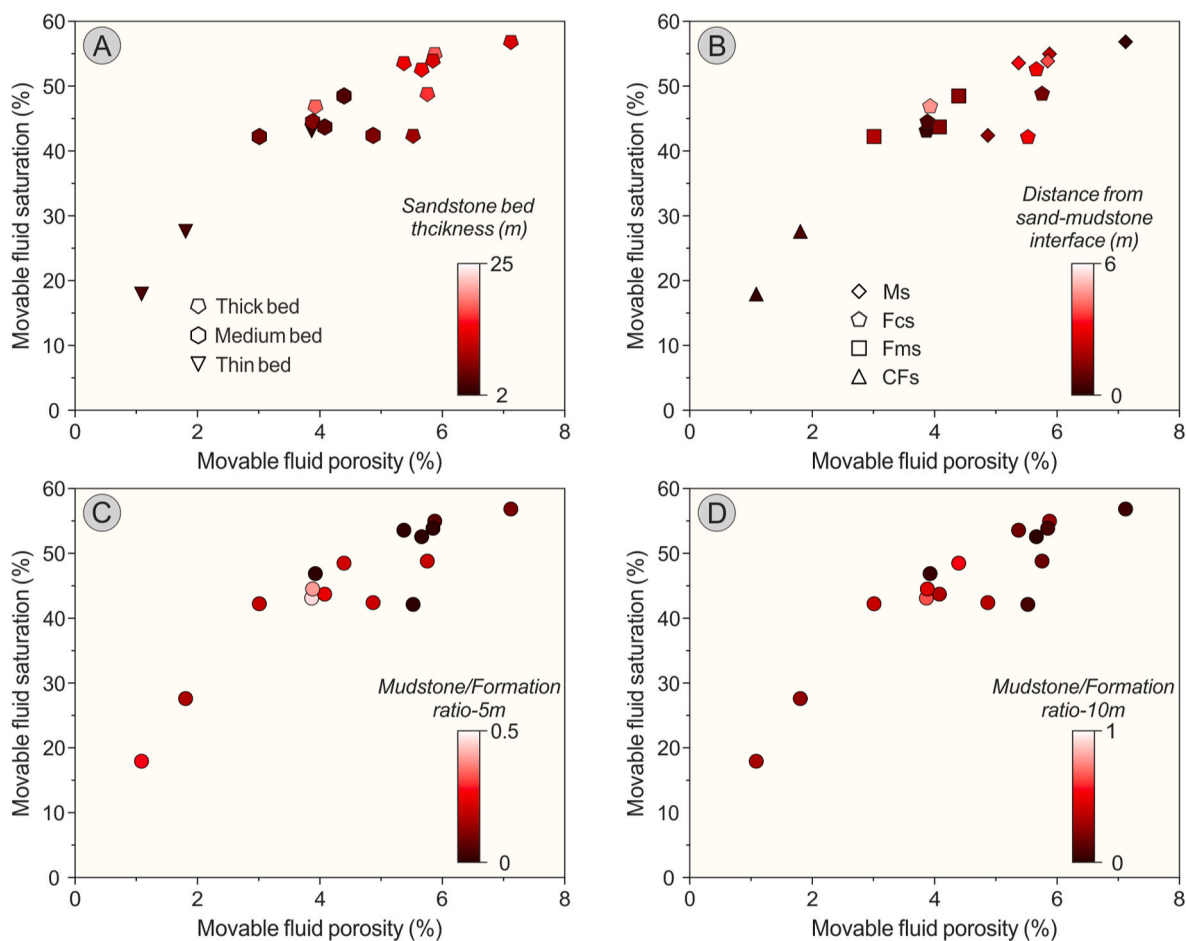 A
Movable fluid saturation (%)
60
50
40
30
20
10
0
Sandstone bed
thcikness (m)
25
2
Thick bed
Medium bed
Thin bed
0 2 4 6 8
Movable fluid porosity (%)
B
Movable fluid saturation (%)
60
50
40
30
20
10
0
Distance from
sand-mudstone
interface (m)
6
0
Ms
Fcs
Fms
CFs
0 2 4 6 8
Movable fluid porosity (%)
C
Movable fluid saturation (%)
60
50
40
30
20
10
0
Mudstone/Formation
ratio-5m
0.5
0
0 2 4 6 8
Movable fluid porosity (%)
D
Movable fluid saturation (%)
60
50
40
30
20
10
0
Mudstone/Formation
ratio-10m
1
0
0 2 4 6 8
Movable fluid porosity (%)